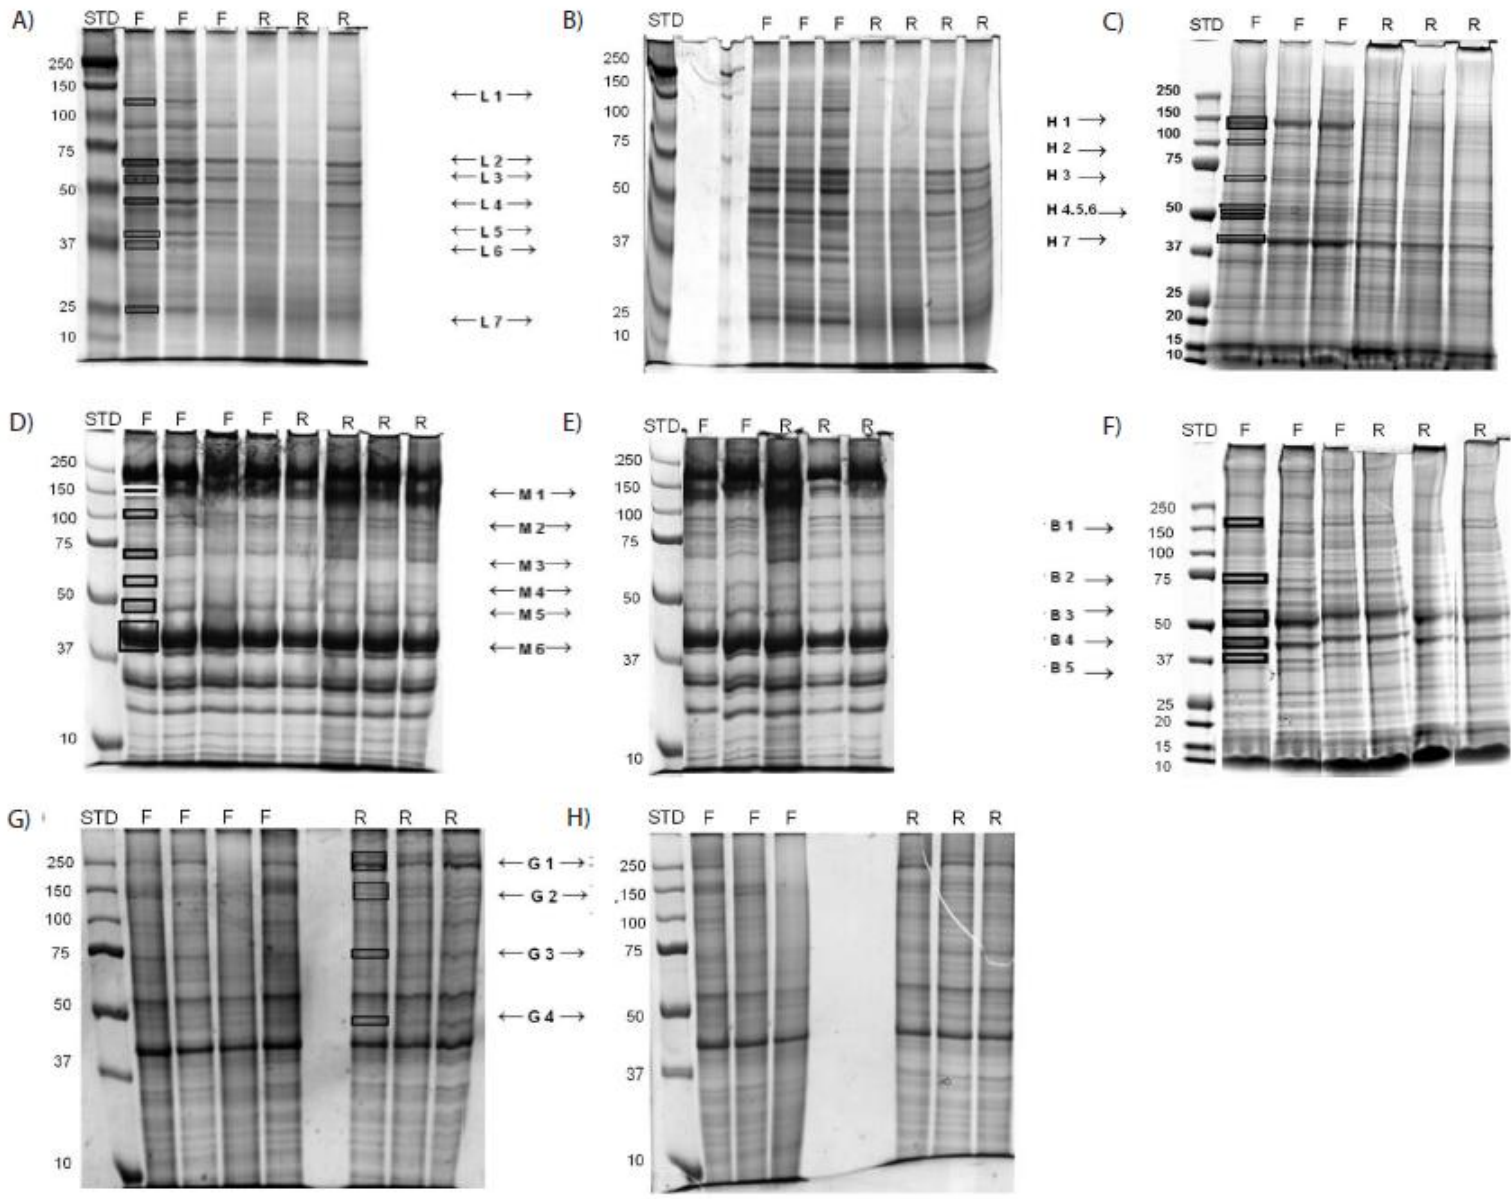 A) STD F F F R R R
250
150
100
75
50
37
25
10
← L 1 →
← L 2 →
← L 3 →
← L 4 →
← L 5 →
← L 6 →
← L 7 →
B) STD F F F R R R R
250
150
100
75
50
37
25
10
C) STD F F F R R R
H 1 →
H 2 →
H 3 →
H 4.5.6 →
H 7 →
250
150
100
75
50
37
25
20
15
10
D) STD F F F F R R R R
250
150
100
75
50
37
10
← M 1 →
← M 2 →
← M 3 →
← M 4 →
← M 5 →
← M 6 →
E) STD F F R R R
250
150
100
75
50
37
10
F) STD F F F R R R
B 1 →
B 2 →
B 3 →
B 4 →
B 5 →
250
150
100
75
50
37
25
20
15
10
G) STD F F F F R R R
250
150
100
75
50
37
10
← G 1 →
← G 2 →
← G 3 →
← G 4 →
H) STD F F F R R R
250
150
100
75
50
37
10